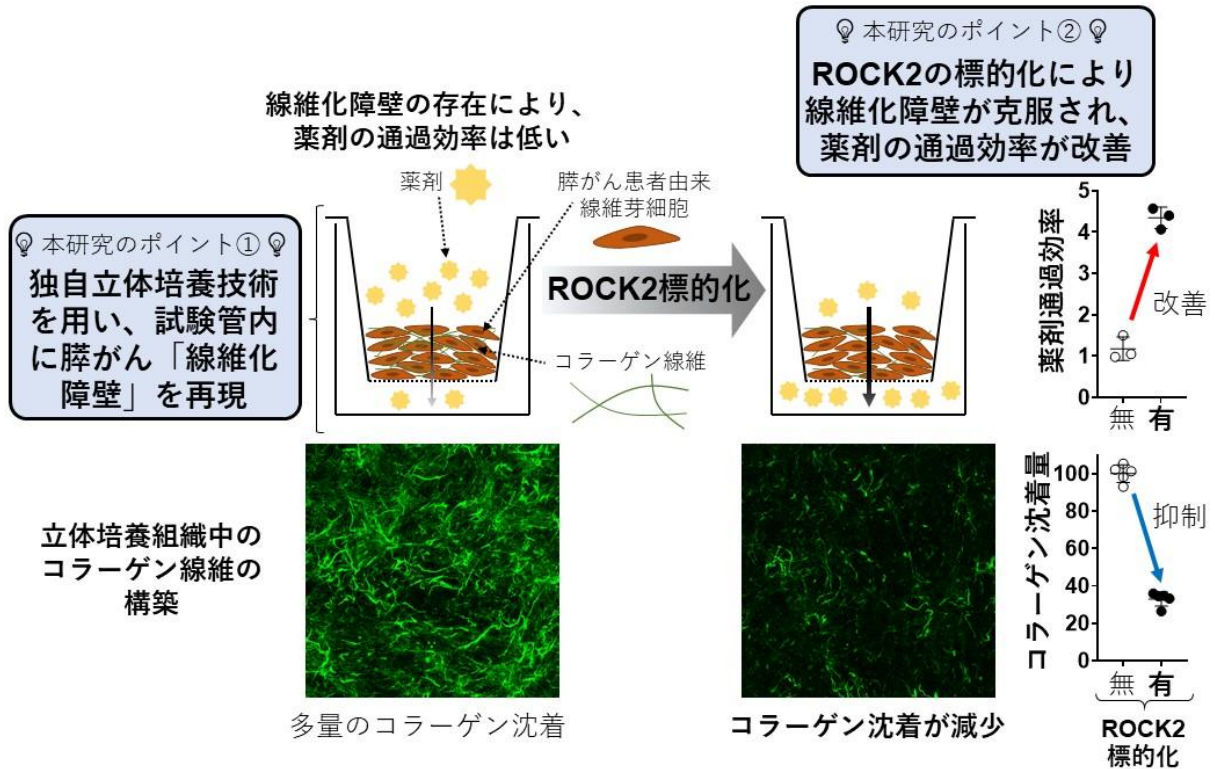 本研究のポイント①
独自立体培養技術
を用い、試験管内
に膵がん「線維化
障壁」を再現
線維化障壁の存在により、
薬剤の通過効率は低い
薬剤
膵がん患者由来
線維芽細胞
ROCK2標的化
コラーゲン線維
本研究のポイント②
ROCK2の標的化により
線維化障壁が克服され、
薬剤の通過効率が改善
薬剤通過効率
5
4
3
2
1
0
改善
無
有
立体培養組織中の
コラーゲン線維の
構築
多量のコラーゲン沈着
コラーゲン沈着が減少
コラーゲン沈着量
100
80
60
40
20
0
抑制
無
有
ROCK2
標的化